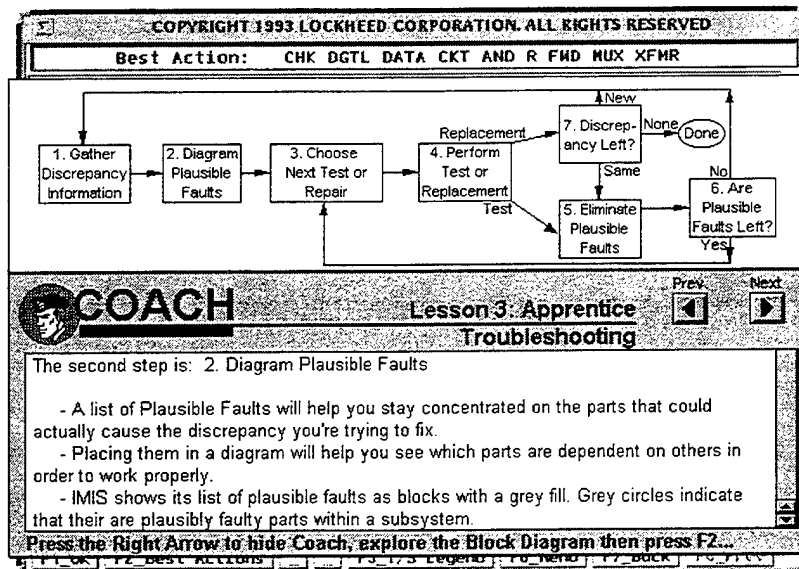 COPYRIGHT 1993 LOCKHEED CORPORATION. ALL RIGHTS RESERVED
Best Action: CHK DGTL DATA CKT AND R FWD MUX XFMR
1. Gather
Discrepancy
Information
2. Diagram
Plausible
Faults
3. Choose
Next Test or
Repair
4. Perform
Test or
Replacement
Replacement
Test
7. Discrep-
ancy Left?
New
None
Done
Same
5. Eliminate
Plausible
Faults
6. Are
Plausible
Faults Left?
No
Yes
COACH
Lesson 3: Apprentice
Troubleshooting
Prev
Next
The second step is: 2. Diagram Plausible Faults
- A list of Plausible Faults will help you stay concentrated on the parts that could
actually cause the discrepancy you're trying to fix.
- Placing them in a diagram will help you see which parts are dependent on others in
order to work properly.
- IMIS shows its list of plausible faults as blocks with a grey fill. Grey circles indicate
that their are plausibly faulty parts within a subsystem.
Press the Right Arrow to hide Coach, explore the Block Diagram then press F2...